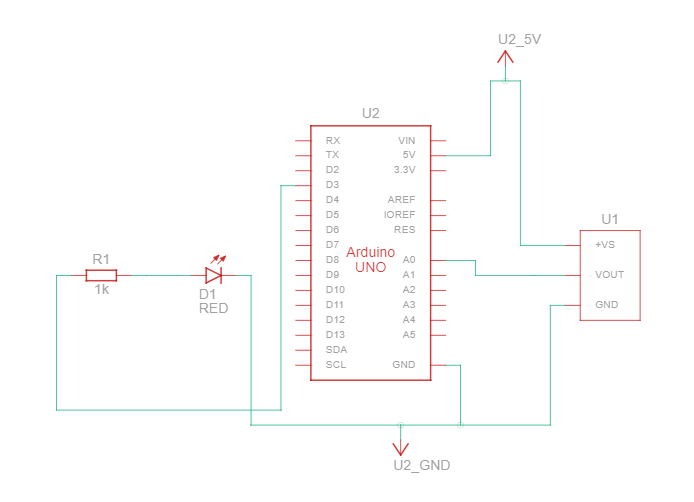 U2_5V
U2
RX
TX
D2
D3
D4
D5
D6
D7
D8
D9
D10
D11
D12
D13
SDA
SCL
VIN
5V
3.3V
AREF
IOREF
RES
A0
A1
A2
A3
A4
A5
GND
Arduino
UNO
U1
+VS
VOUT
GND
R1
1k
D1
RED
U2_GND